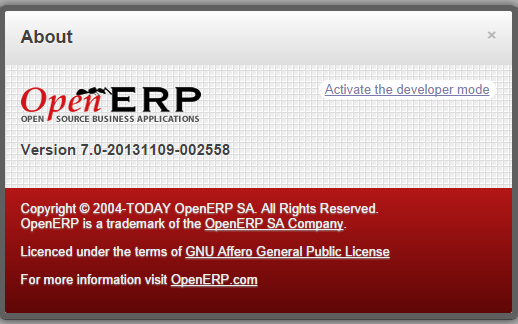 About
×
Open ERP
OPEN SOURCE BUSINESS APPLICATIONS
Activate the developer mode
Version 7.0-20131109-002558
Copyright © 2004-TODAY OpenERP SA. All Rights Reserved.
OpenERP is a trademark of the OpenERP SA Company.
Licenced under the terms of GNU Affero General Public License
For more information visit OpenERP.com